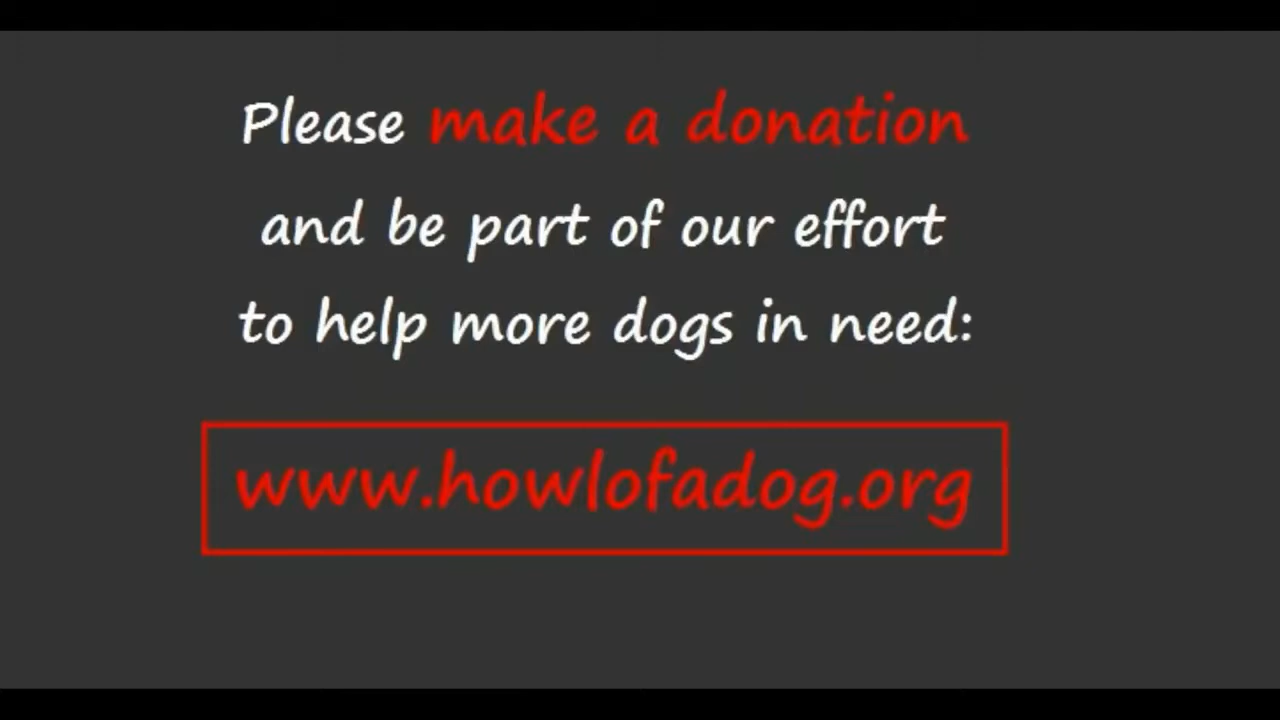 Please make a donation
and be part of our effort
to help more dogs in need:
www.howlofadog.org